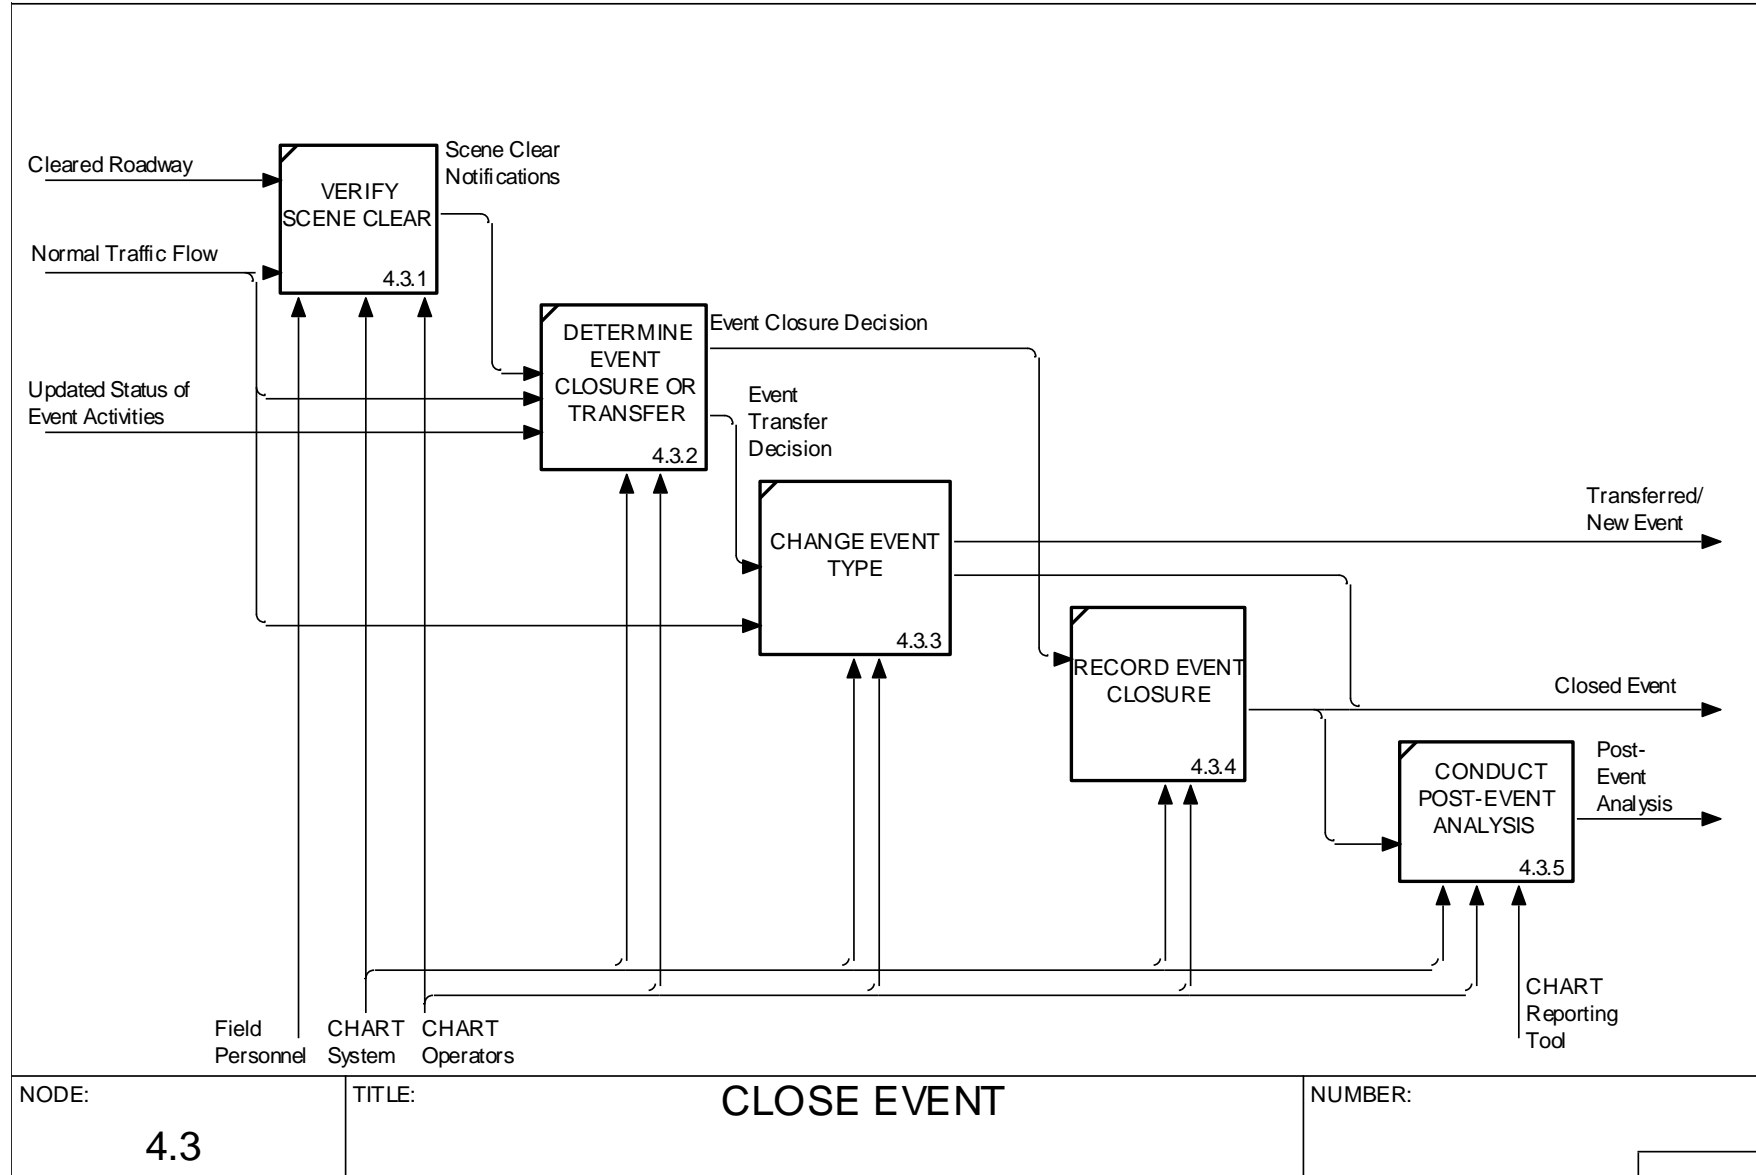 Cleared Roadway
VERIFY
SCENE CLEAR
4.3.1
Scene Clear
Notifications
Normal Traffic Flow
Updated Status of
Event Activities
DETERMINE
EVENT
CLOSURE OR
TRANSFER
4.3.2
Event Closure Decision
Event
Transfer
Decision
CHANGE EVENT
TYPE
4.3.3
Transferred/
New Event
RECORD EVENT
CLOSURE
4.3.4
Closed Event
CONDUCT
POST-EVENT
ANALYSIS
4.3.5
Post-
Event
Analysis
Field
Personnel
CHART
System
CHART
Operators
CHART
Reporting
Tool
NODE:
4.3
TITLE:
CLOSE EVENT
NUMBER: